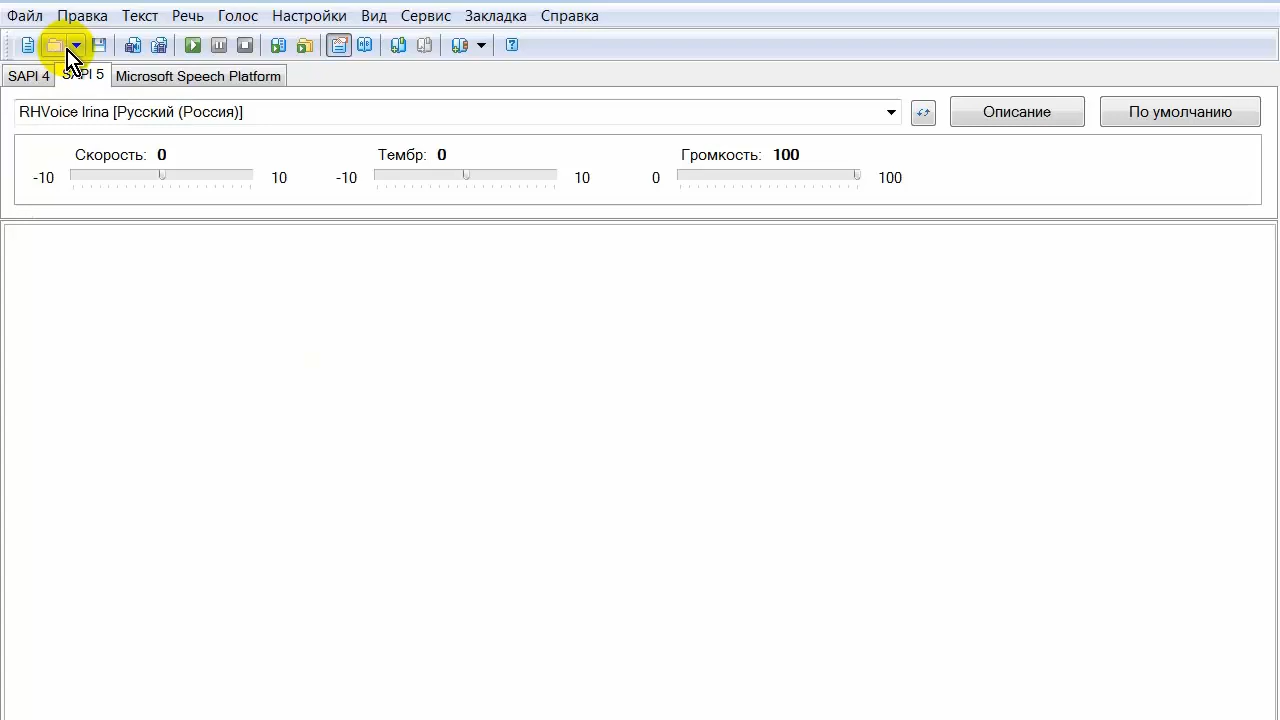 Файл Правка Текст Речь Голос Настройки Вид Сервис Закладка Справка
SAPI 4 SAPI 5 Microsoft Speech Platform
RHVoice Irina [Русский (Россия)] Описание По умолчанию
Скорость: 0 Тембр: 0 Громкость: 100
-10 10 -10 10 0 100